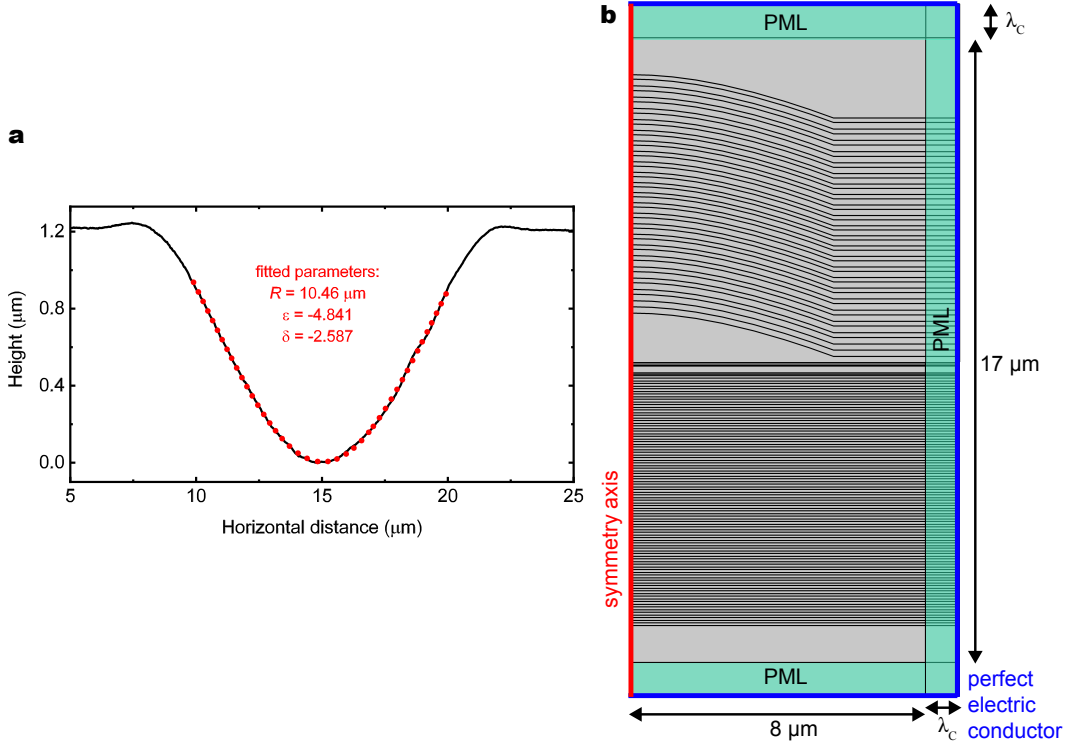 a
Height (μm)
1.2
0.8
0.4
0.0
fitted parameters:
R = 10.46 μm
ε = -4.841
δ = -2.587
5
10
15
20
25
Horizontal distance (μm)
b
PML
λC
symmetry axis
PML
17 μm
PML
8 μm
λC
perfect
electric
conductor